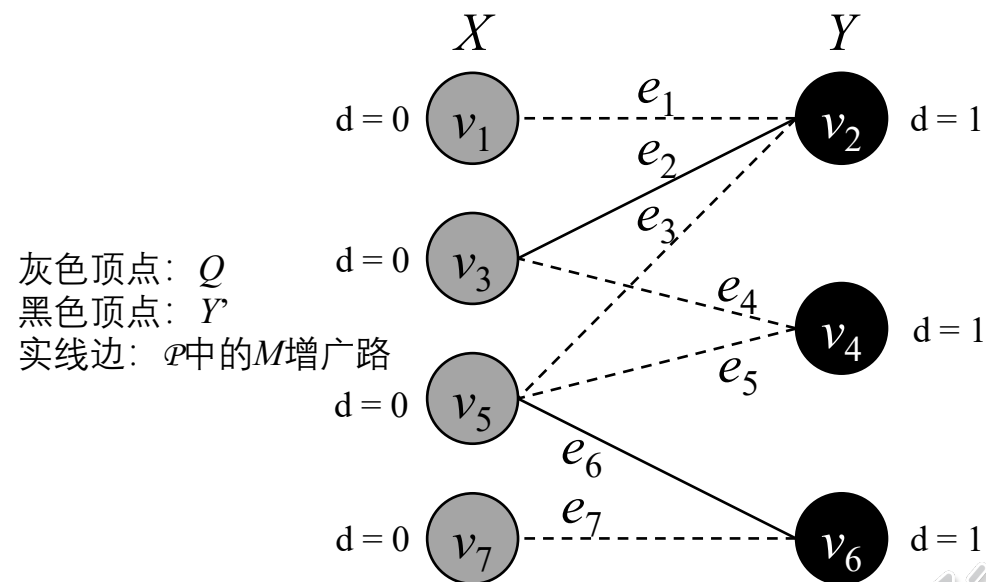 X Y
d = 0 v₁ e₁ v₂ d = 1
e₂
e₃
d = 0 v₃
e₄
灰色顶点：Q
黑色顶点：Y’
实线边：𝒫中的M增广路
v₄ d = 1
e₅
d = 0 v₅
e₆
e₇
d = 0 v₇ v₆ d = 1